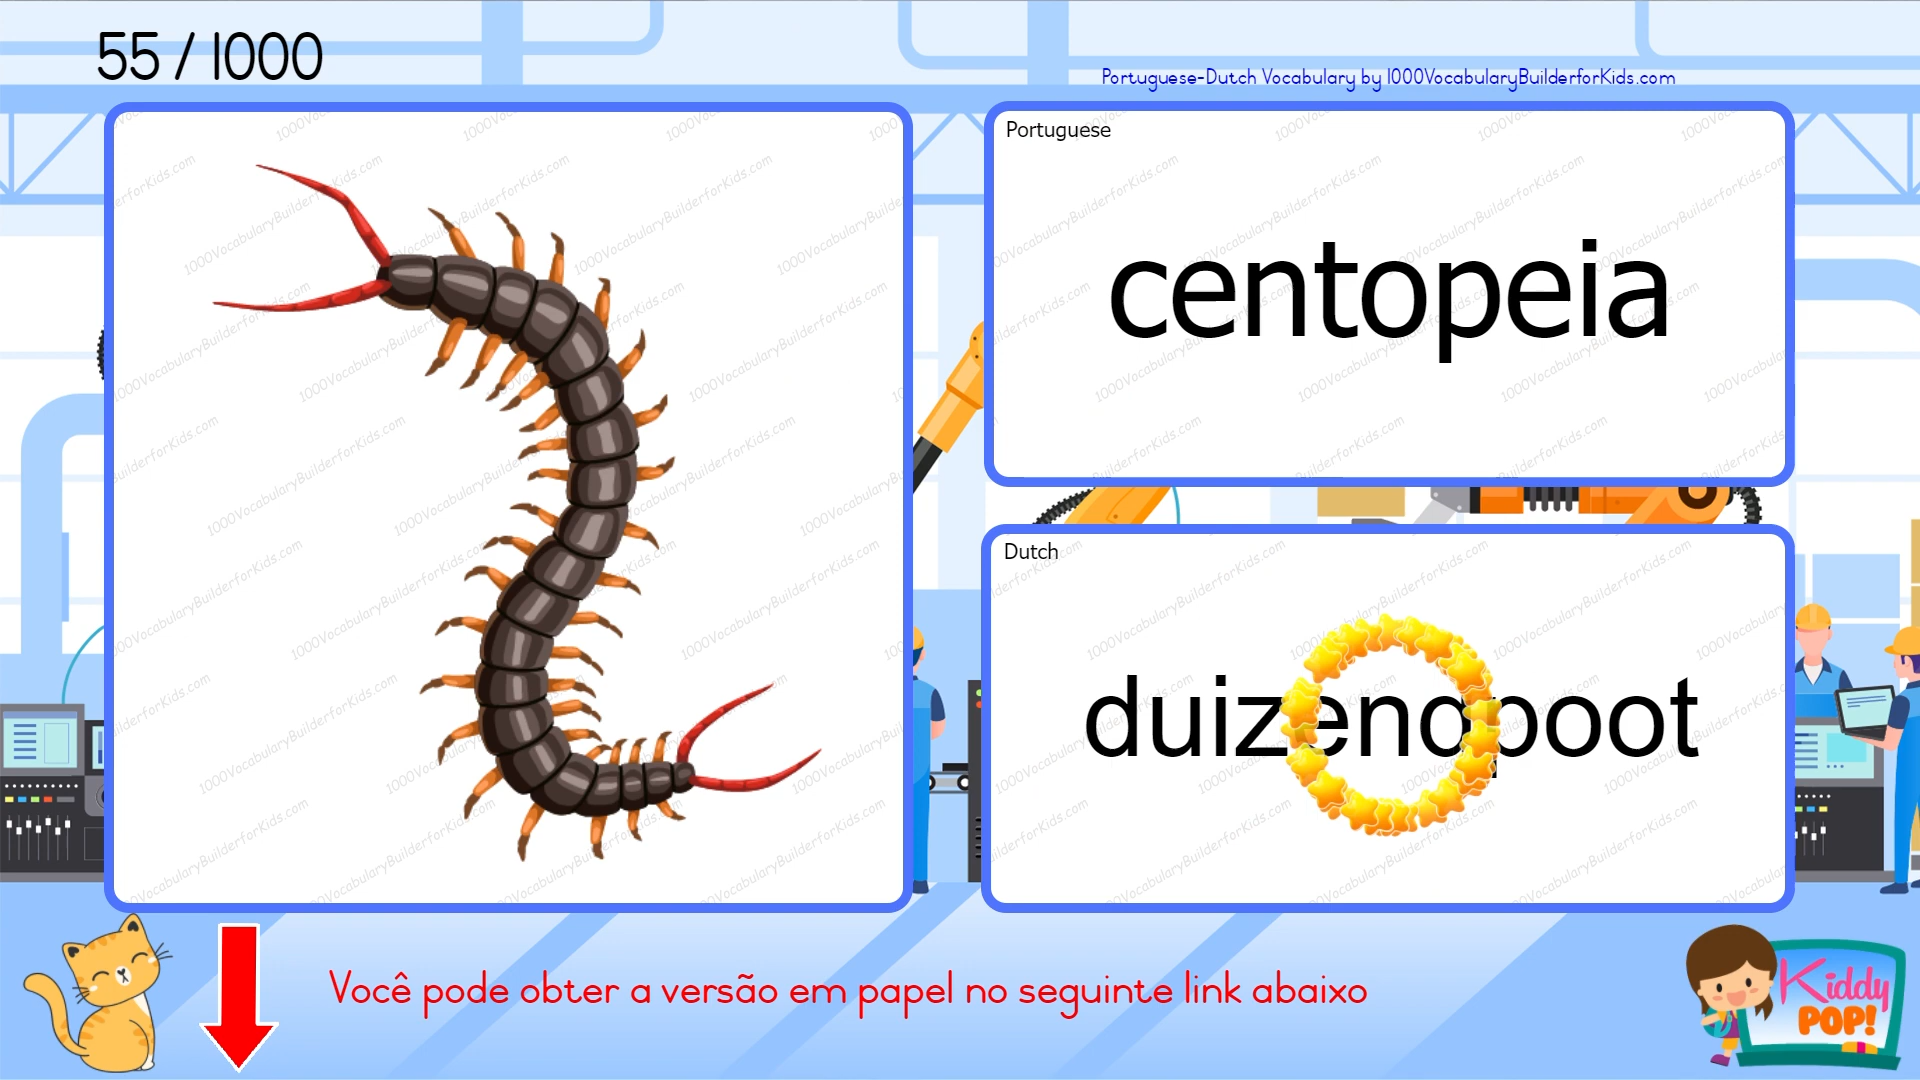 55 / 1000
Portuguese-Dutch Vocabulary by 1000VocabularyBuilderforKids.com
Portuguese
centopeia
Dutch
duizendpoot
Você pode obter a versão em papel no seguinte link abaixo
Kiddy
POP!